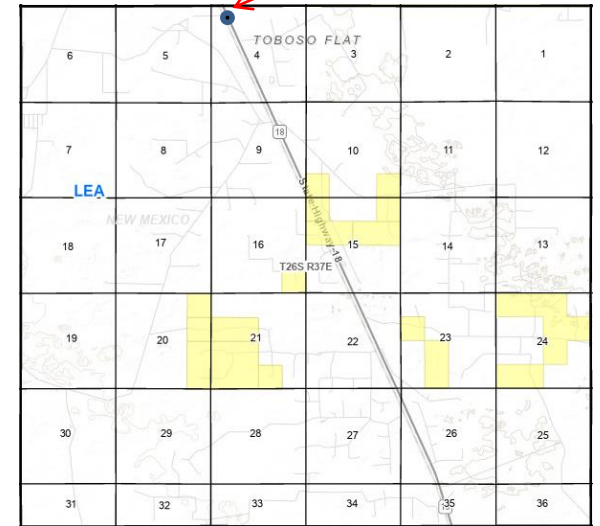 TOBOSO FLAT
6 5 4 3 2 1
18
7 8 9 10 11 12
LEA
NEW MEXICO
State Highway 18
18 17 16 15 14 13
T26S R37E
19 20 21 22 23 24
30 29 28 27 26 25
31 32 33 34 35 36